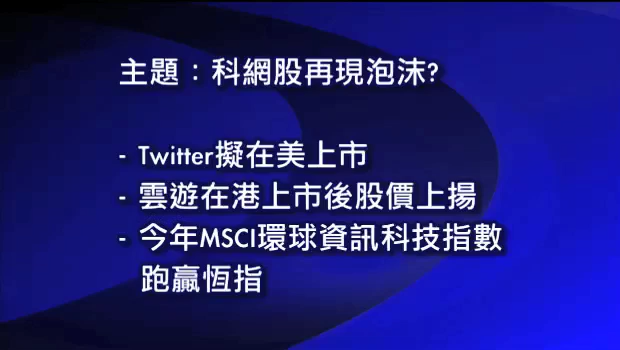 主題：科網股再現泡沫?
- Twitter擬在美上市
- 雲遊在港上市後股價上揚
- 今年MSCI環球資訊科技指數
跑贏恆指